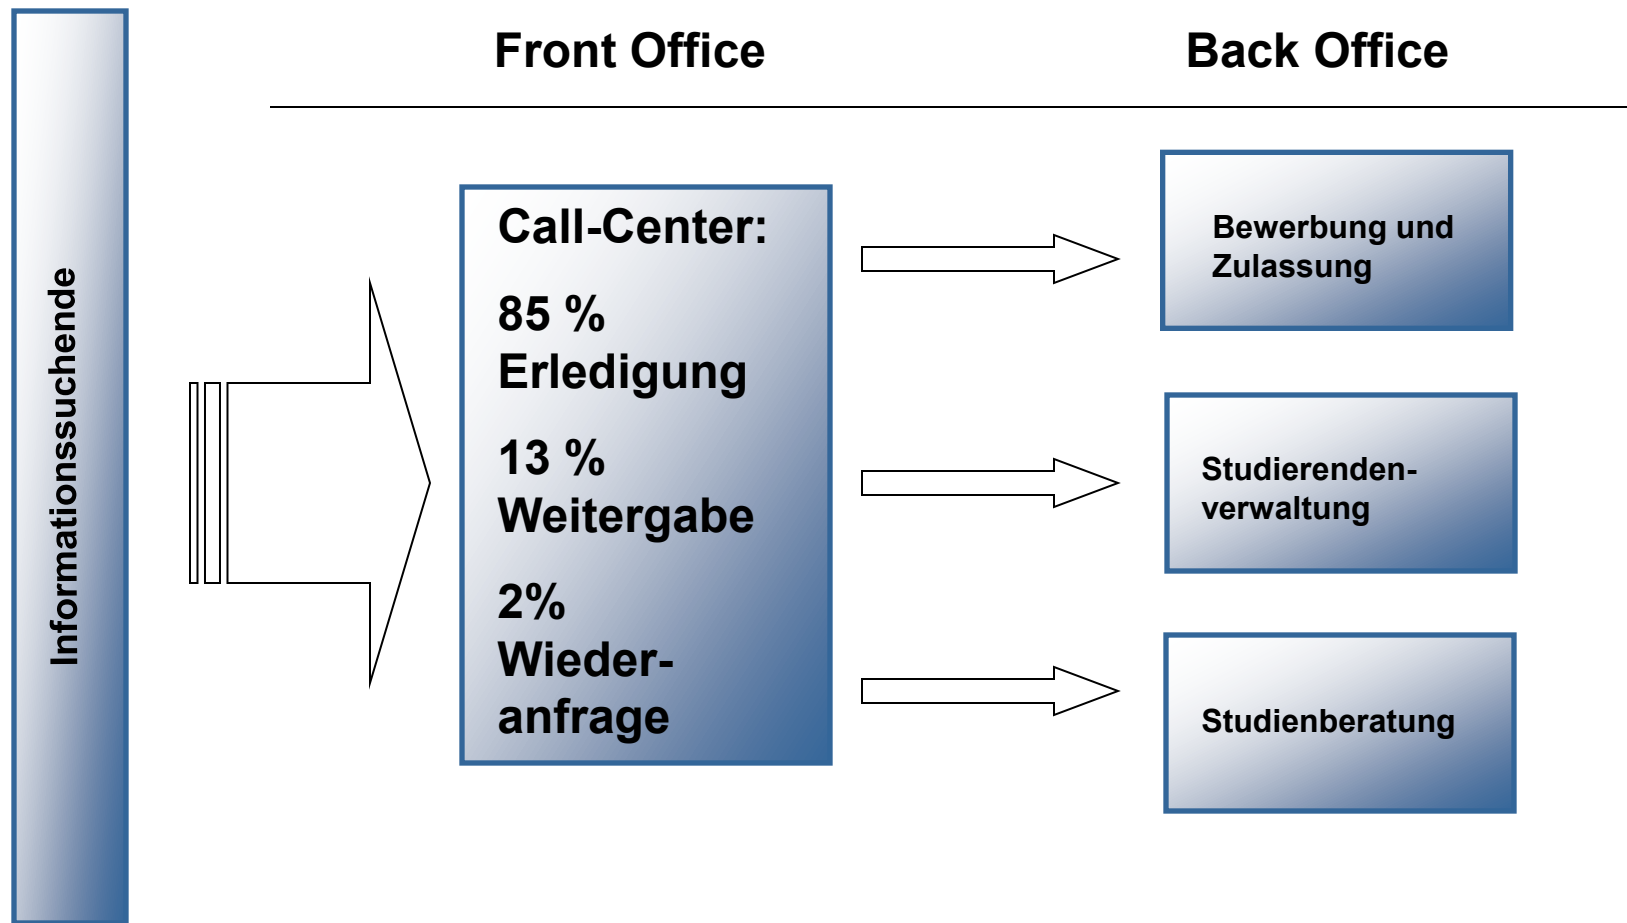 Front Office
Back Office
Informationssuchende
Call-Center:
85 %
Erledigung
13 %
Weitergabe
2%
Wieder-
anfrage
Bewerbung und
Zulassung
Studierenden-
verwaltung
Studienberatung